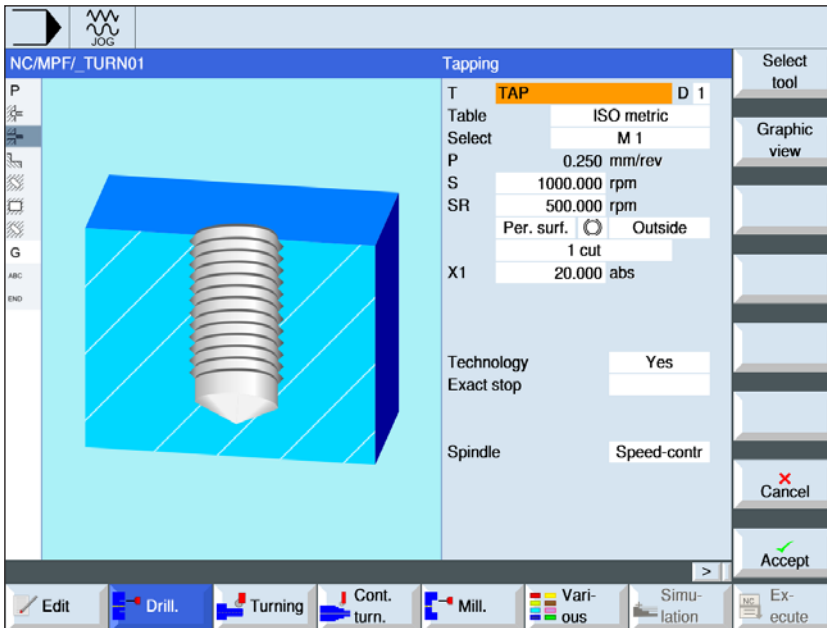 JOG
NC/MPF/_TURN01
Tapping
P
G
ABC
END
T TAP D 1
Table ISO metric
Select M 1
P 0.250 mm/rev
S 1000.000 rpm
SR 500.000 rpm
Per. surf. Outside
1 cut
X1 20.000 abs
Technology Yes
Exact stop
Spindle Speed-contr
>
Select
tool
Graphic
view
Cancel
Accept
Edit
Drill.
Turning
Cont.
turn.
Mill.
Vari-
ous
Simu-
lation
NC
Ex-
ecute